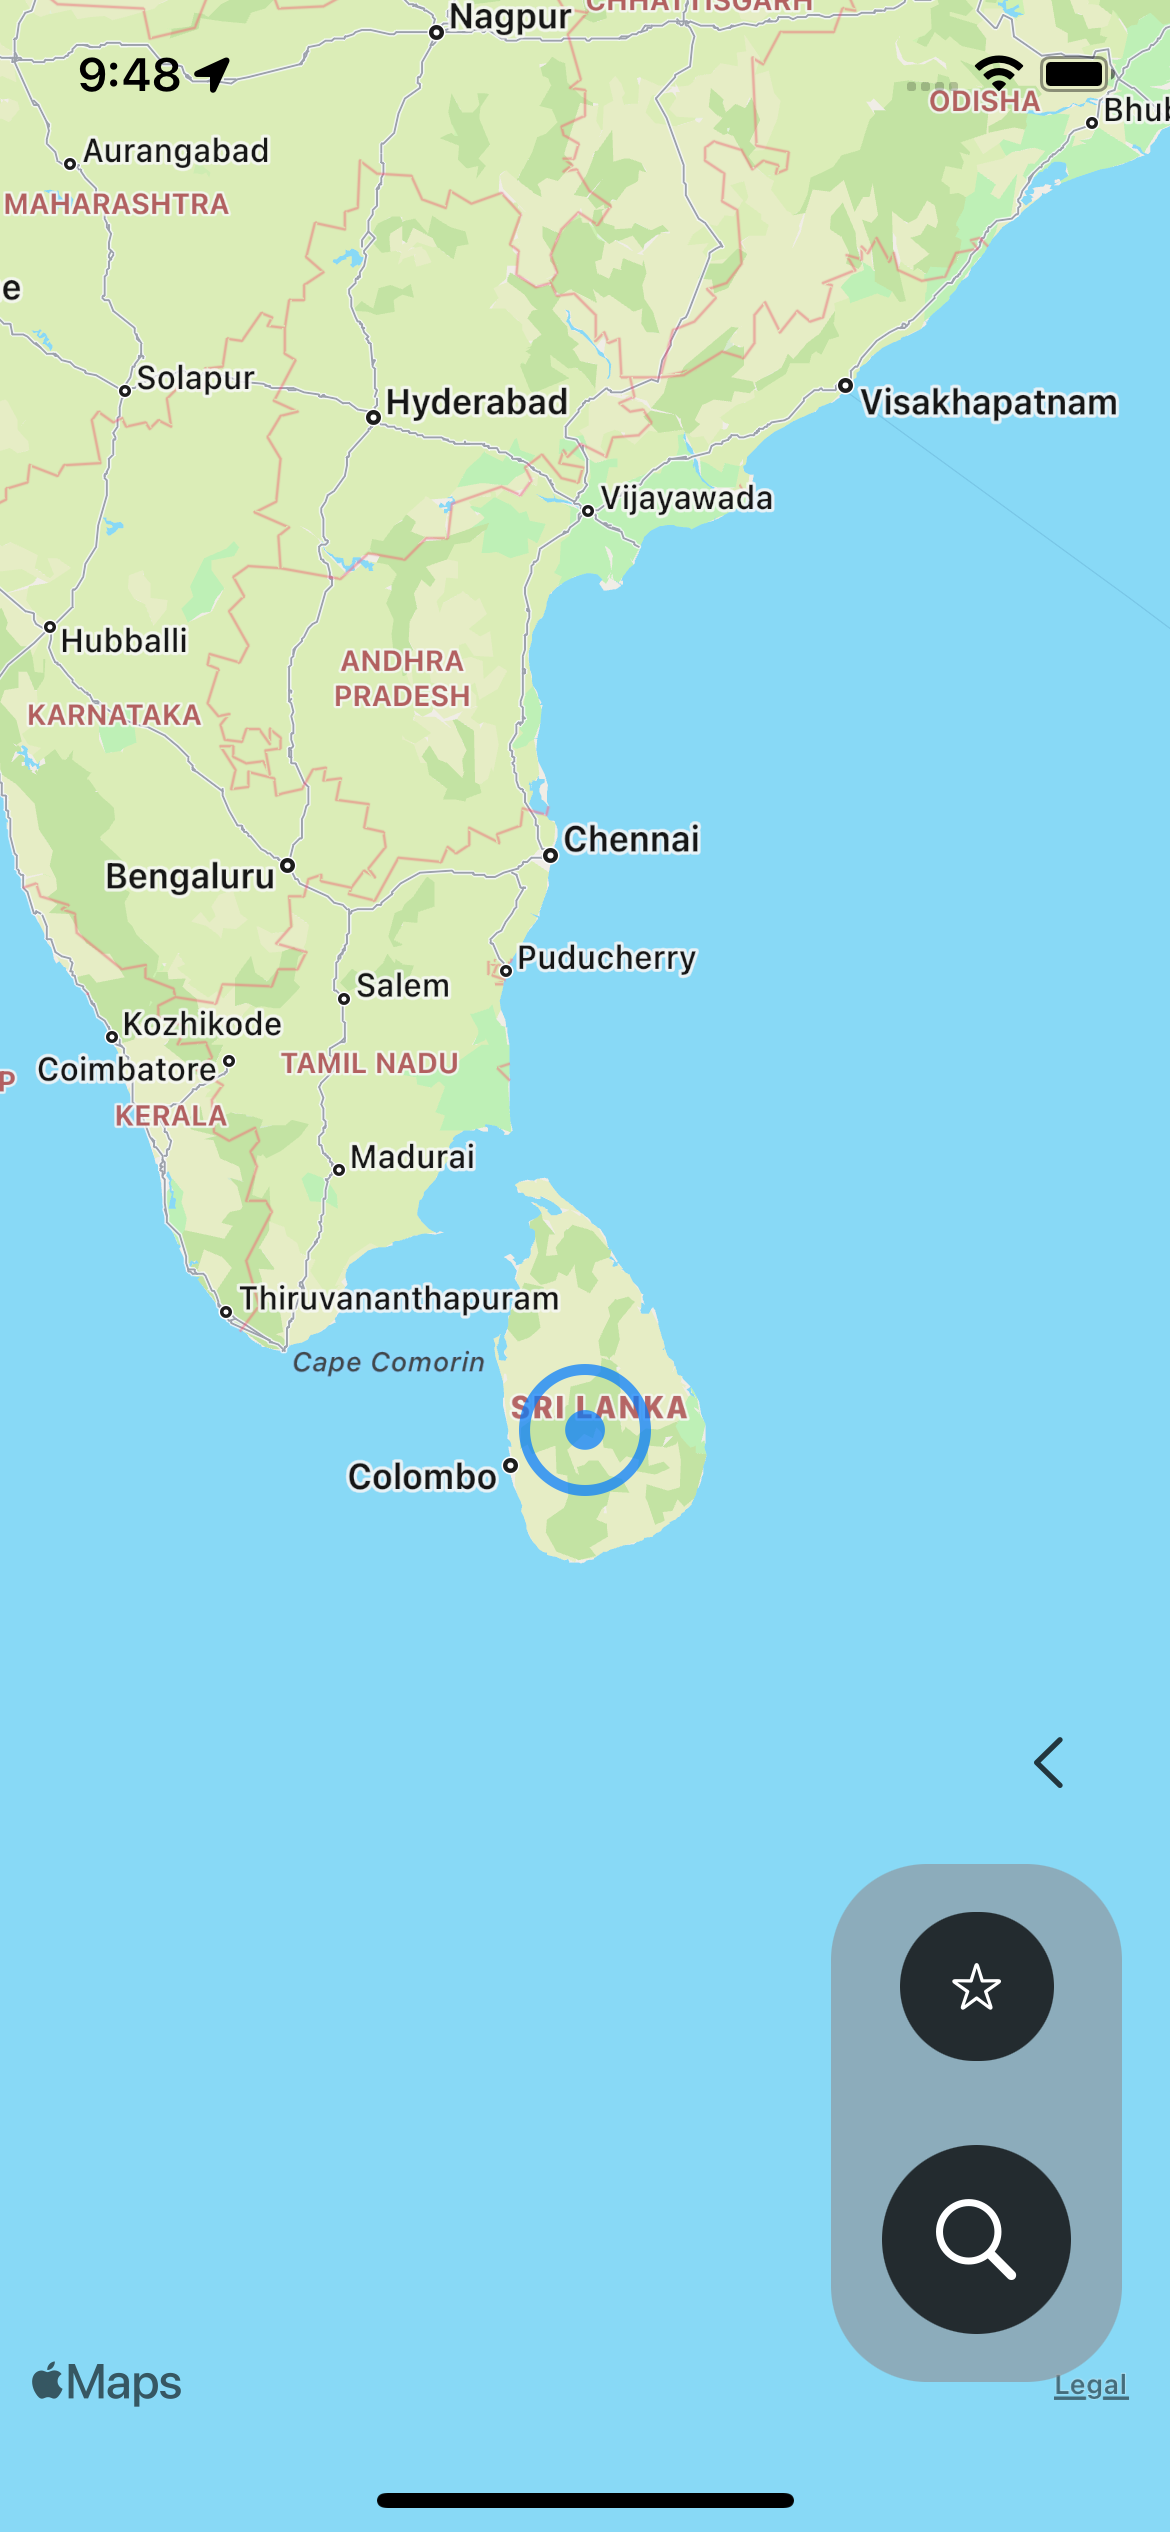 Nagpur
CHHATTISGARH
9:48
ODISHA
Bhub
Aurangabad
MAHARASHTRA
e
Solapur
Hyderabad
Visakhapatnam
Vijayawada
Hubballi
ANDHRA
PRADESH
KARNATAKA
Chennai
Bengaluru
Puducherry
Salem
Kozhikode
Coimbatore
TAMIL NADU
P
KERALA
Madurai
Thiruvananthapuram
Cape Comorin
SRI LANKA
Colombo
Maps
Legal